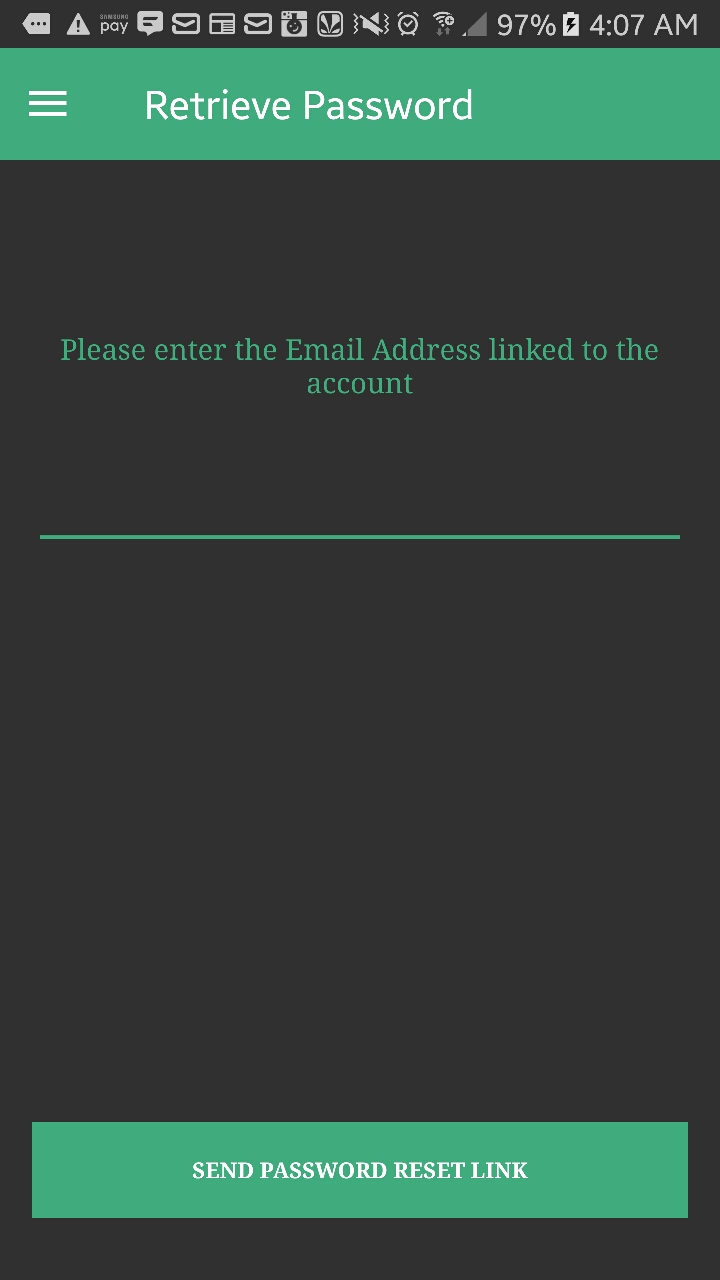 SAMSUNG
pay
97% 4:07 AM
Retrieve Password
Please enter the Email Address linked to the
account
SEND PASSWORD RESET LINK